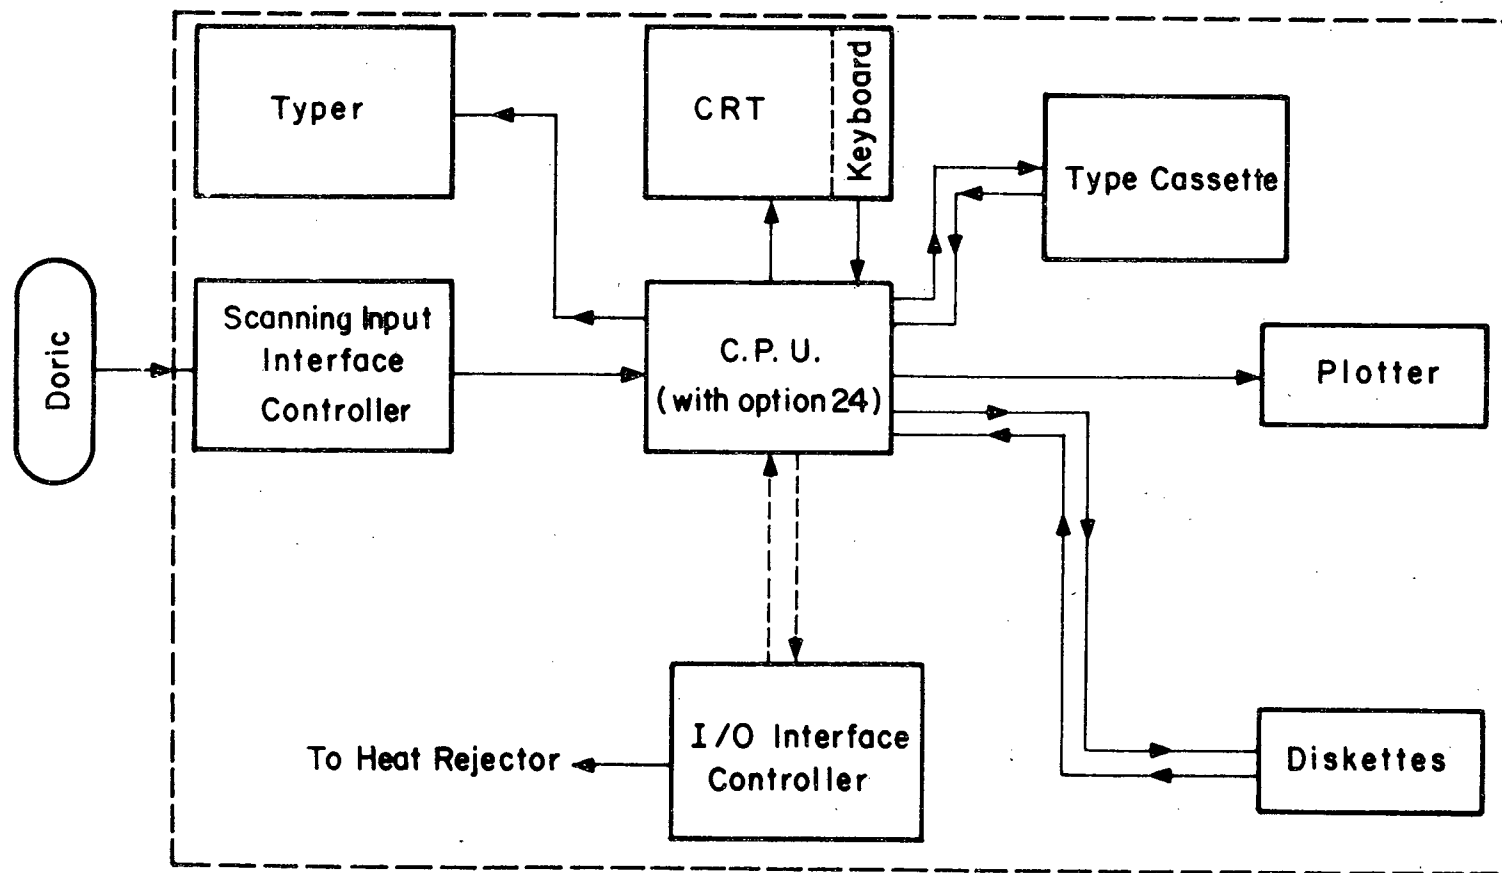 Typer
CRT
Keyboard
Type Cassette
Doric
Scanning Input
Interface
Controller
C.P.U.
(with option 24)
Plotter
To Heat Rejector
I/O Interface
Controller
Diskettes